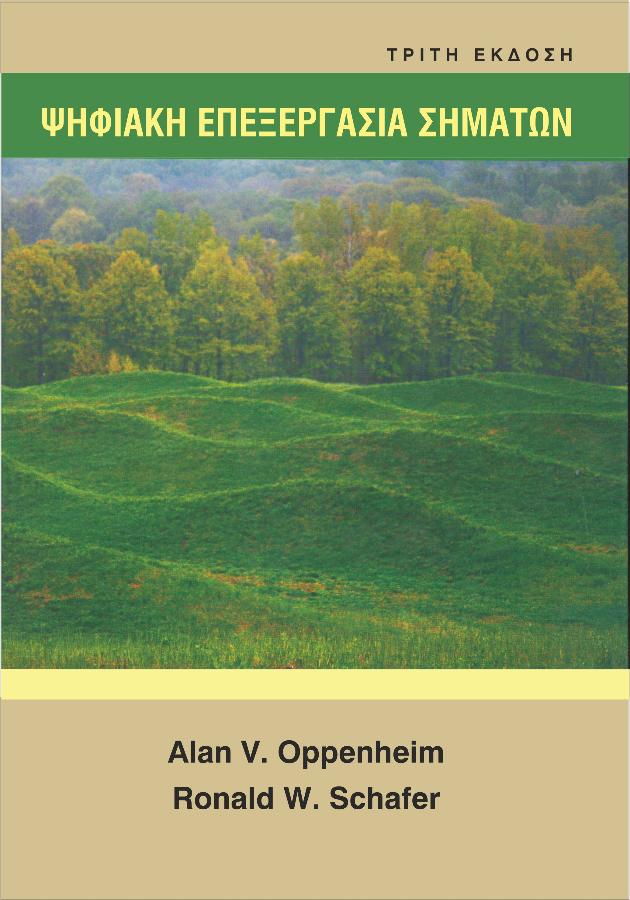 ΤΡΙΤΗ ΕΚΔΟΣΗ
ΨΗΦΙΑΚΗ ΕΠΕΞΕΡΓΑΣΙΑ ΣΗΜΑΤΩΝ
Alan V. Oppenheim
Ronald W. Schafer